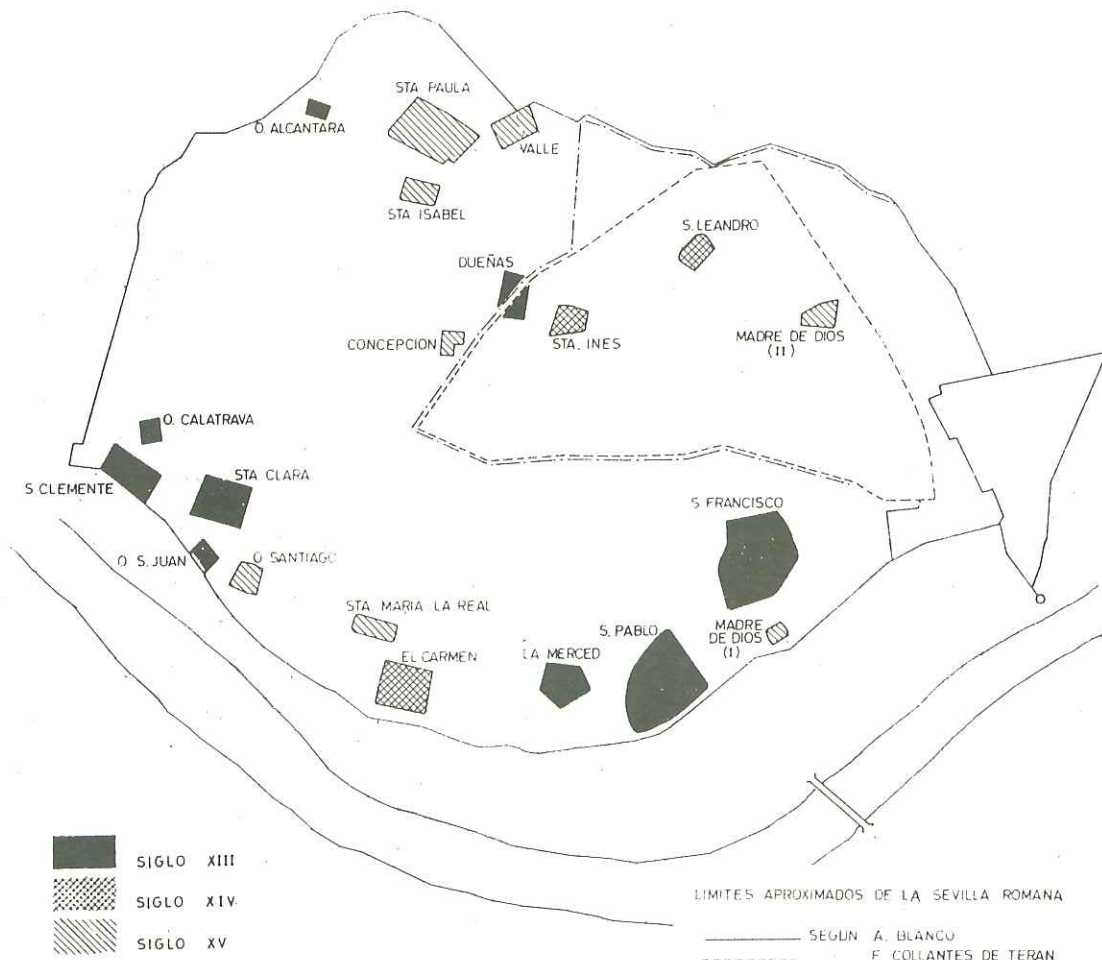 STA PAULA
O. ALCANTARA
VALLE
STA ISABEL
S. LEANDRO
DUEÑAS
CONCEPCION
STA. INES
MADRE DE DIOS
(II)
O. CALATRAVA
S CLEMENTE
STA CLARA
S FRANCISCO
O S. JUAN
O SANTIAGO
STA. MARIA LA REAL
S. PABLO
MADRE
DE DIOS
(I)
EL CARMEN
LA MERCED
SIGLO XIII
SIGLO XIV
SIGLO XV
LIMITES APROXIMADOS DE LA SEVILLA ROMANA
SEGUN A. BLANCO
F. COLLANTES DE TERAN